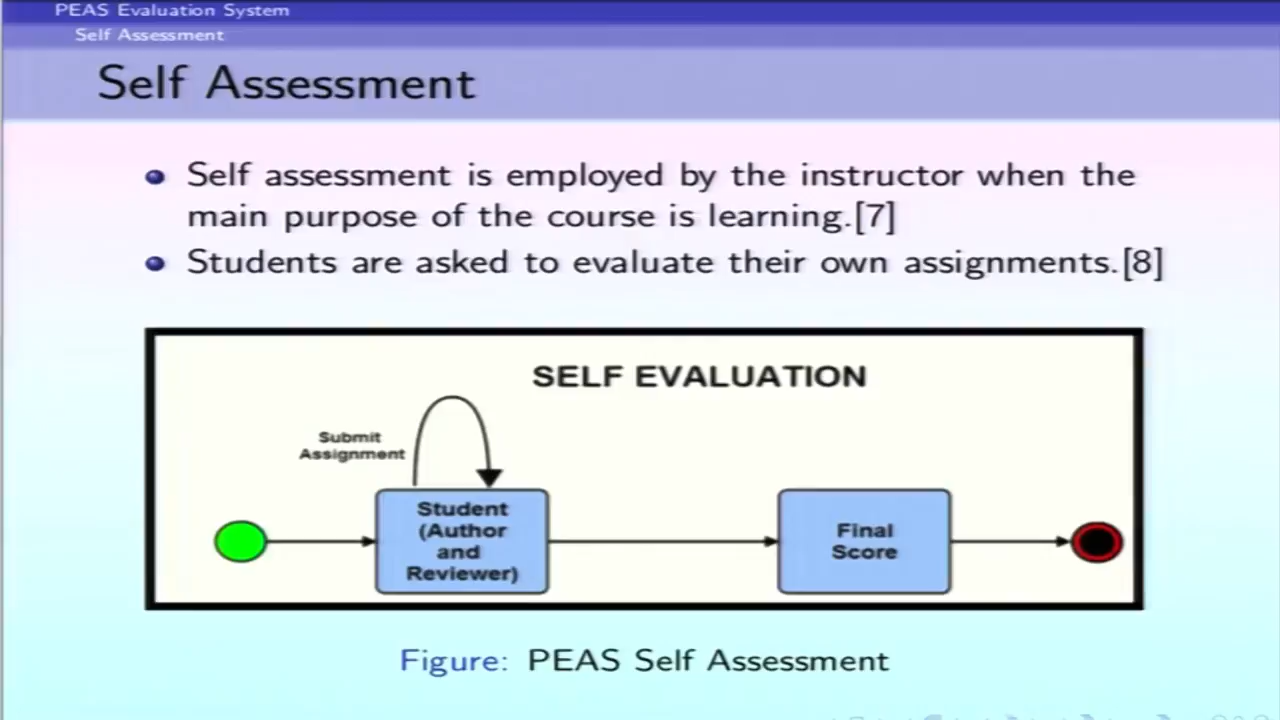 PEAS Evaluation System
Self Assessment
Self Assessment
Self assessment is employed by the instructor when the
main purpose of the course is learning.[7]
Students are asked to evaluate their own assignments.[8]
SELF EVALUATION
Submit
Assignment
Student
(Author
and
Reviewer)
Final
Score
Figure: PEAS Self Assessment